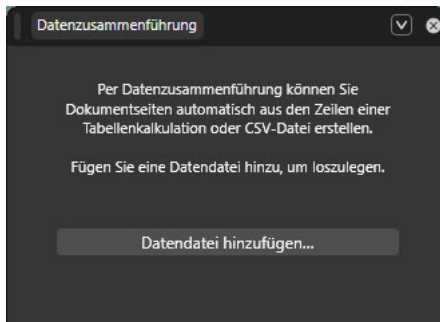 Datenzusammenführung
Per Datenzusammenführung können Sie
Dokumentseiten automatisch aus den Zeilen einer
Tabellenkalkulation oder CSV-Datei erstellen.
Fügen Sie eine Datendatei hinzu, um loszulegen.
Datendatei hinzufügen...